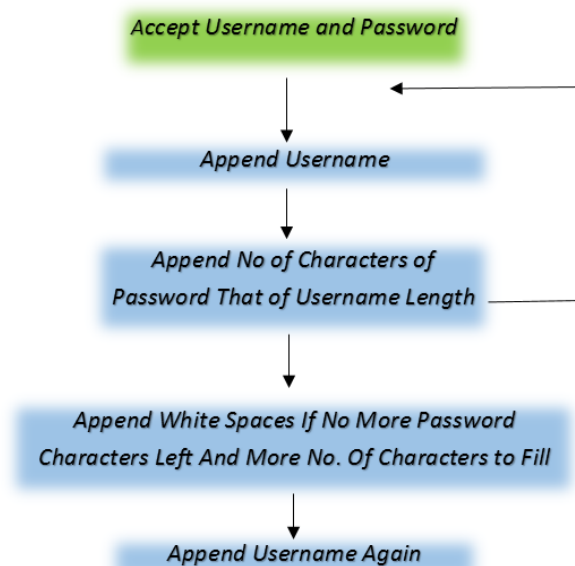 Accept Username and Password
Append Username
Append No of Characters of
Password That of Username Length
Append White Spaces If No More Password
Characters Left And More No. Of Characters to Fill
Append Username Again